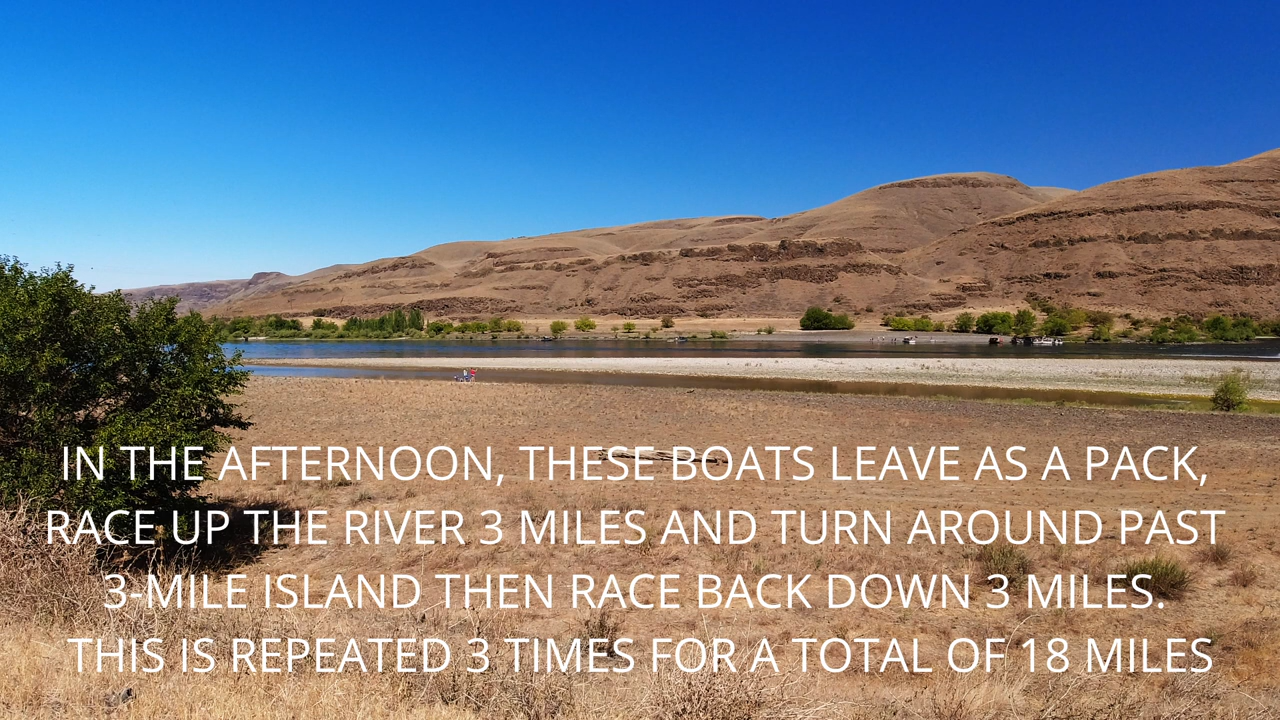 IN THE AFTERNOON, THESE BOATS LEAVE AS A PACK,
RACE UP THE RIVER 3 MILES AND TURN AROUND PAST
3-MILE ISLAND THEN RACE BACK DOWN 3 MILES.
THIS IS REPEATED 3 TIMES FOR A TOTAL OF 18 MILES